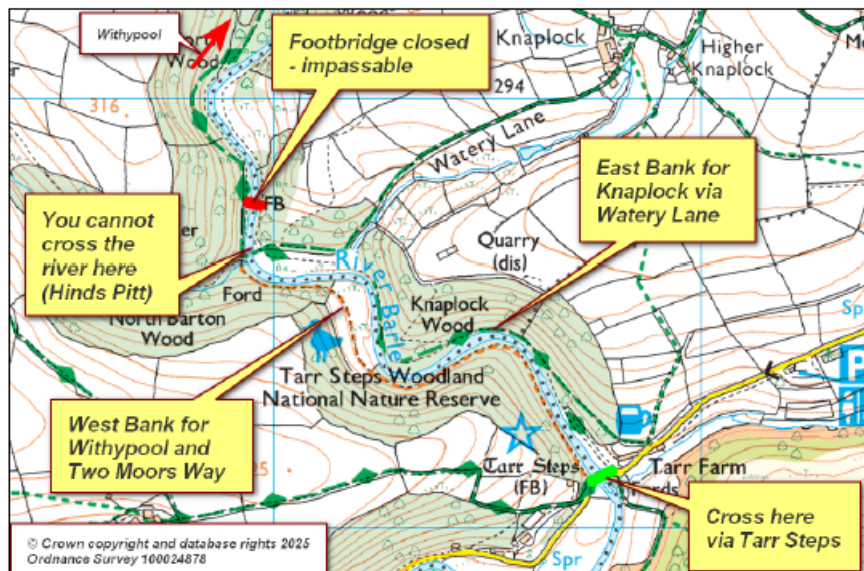 Withypool
Wood
Footbridge closed
- impassable
Knaplock
Higher
Knaplock
316
294
Watery Lane
East Bank for
Knaplock via
Watery Lane
FB
You cannot
cross the
river here
(Hinds Pitt)
Quarry
(dis)
River Barle
Ford
Knaplock
Wood
North Barton
Wood
Tarr Steps Woodland
National Nature Reserve
West Bank for
Withypool and
Two Moors Way
Tarr Steps
(FB)
Tarr Farm
Cross here
via Tarr Steps
Spr
© Crown copyright and database rights 2025
Ordnance Survey 100024878